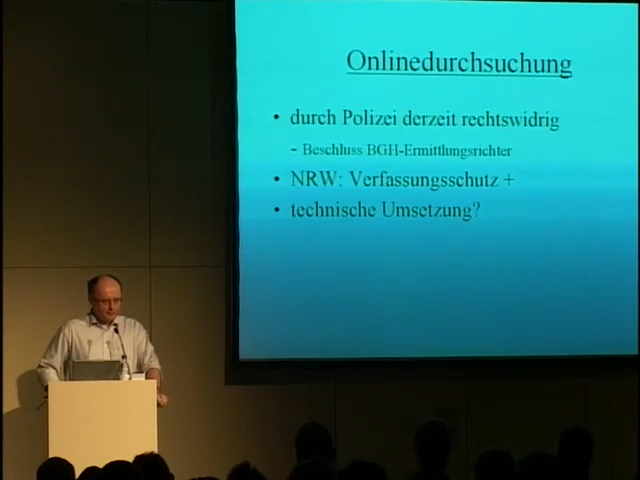 Onlinedurchsuchung
• durch Polizei derzeit rechtswidrig
- Beschluss BGH-Ermittlungsrichter
• NRW: Verfassungsschutz +
• technische Umsetzung?